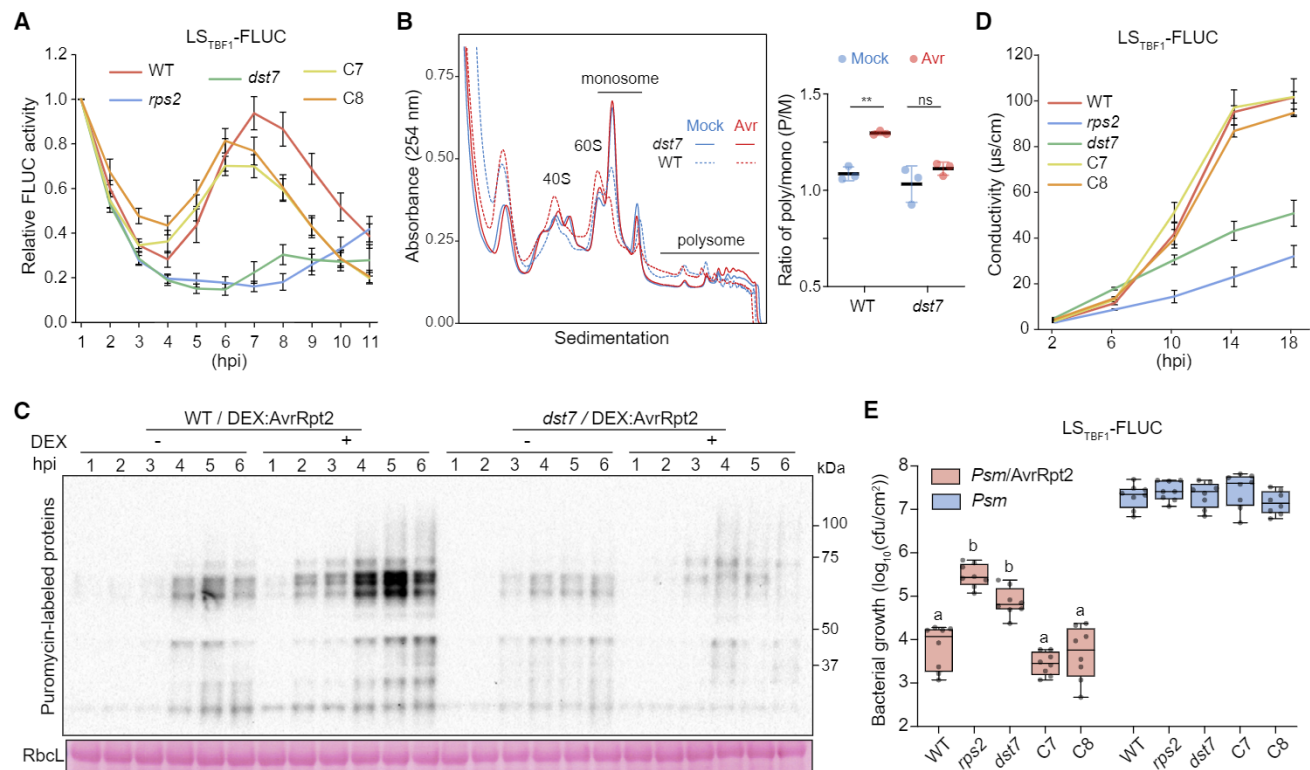 A
LS_TBF1-FLUC
WT
dst7
C7
rps2
C8
Relative FLUC activity
1.2
1.0
0.8
0.6
0.4
0.2
0.0
1 2 3 4 5 6 7 8 9 10 11
(hpi)
B
Absorbance (254 nm)
0.75
0.50
0.25
0.00
monosome
60S
40S
Mock Avr
dst7
WT
polysome
Sedimentation
Mock Avr
** ns
Ratio of poly/mono (P/M)
1.5
1.0
0.5
WT dst7
D
LS_TBF1-FLUC
WT
rps2
dst7
C7
C8
Conductivity (µs/cm)
120
100
80
60
40
20
0
2 6 10 14 18
(hpi)
C
WT / DEX:AvrRpt2 dst7 / DEX:AvrRpt2
DEX - + - +
hpi 1 2 3 4 5 6 1 2 3 4 5 6 1 2 3 4 5 6 1 2 3 4 5 6 kDa
Puromycin-labeled proteins
100
75
50
37
RbcL
E
LS_TBF1-FLUC
Psm/AvrRpt2
Psm
Bacterial growth (log10(cfu/cm²))
8
7
6
5
4
3
2
a b b a a
WT rps2 dst7 C7 C8 WT rps2 dst7 C7 C8